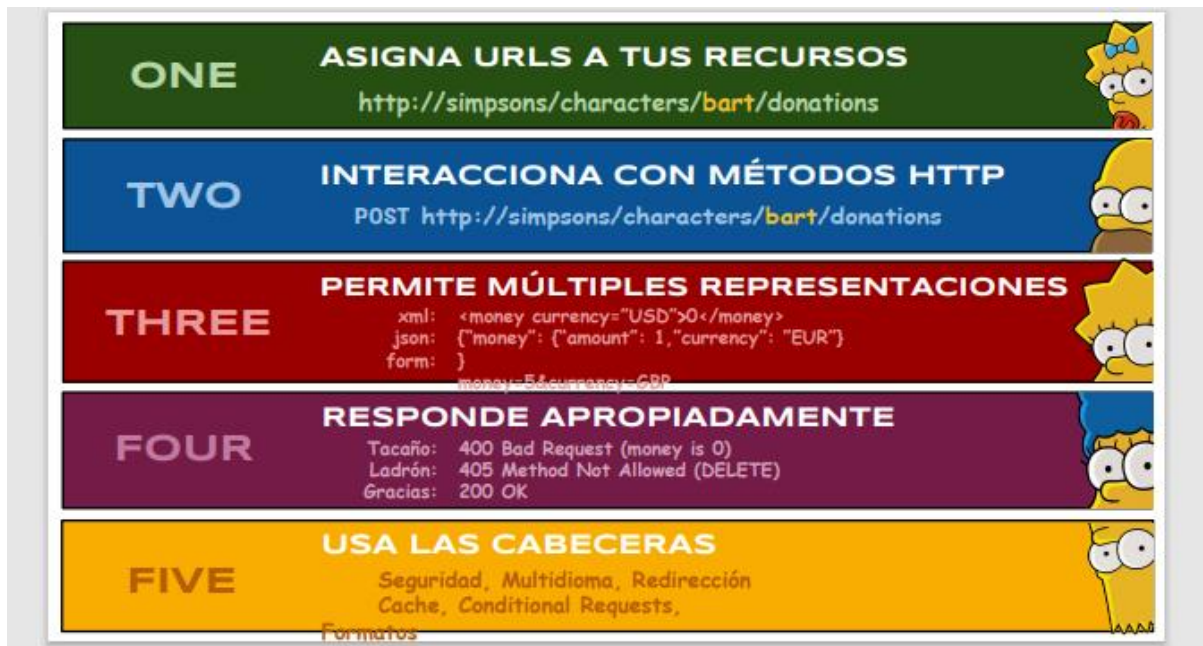 ONE
ASIGNA URLS A TUS RECURSOS
http://simpsons/characters/bart/donations
TWO
INTERACCIONA CON MÉTODOS HTTP
POST http://simpsons/characters/bart/donations
THREE
PERMITE MÚLTIPLES REPRESENTACIONES
xml: <money currency="USD">0</money>
json: {"money": {"amount": 1,"currency": "EUR"}
form: }
money=5&currency=GBP
FOUR
RESPONDE APROPIADAMENTE
Tacaño: 400 Bad Request (money is 0)
Ladrón: 405 Method Not Allowed (DELETE)
Gracias: 200 OK
FIVE
USA LAS CABECERAS
Seguridad, Multidioma, Redirección
Cache, Conditional Requests,
Formatos